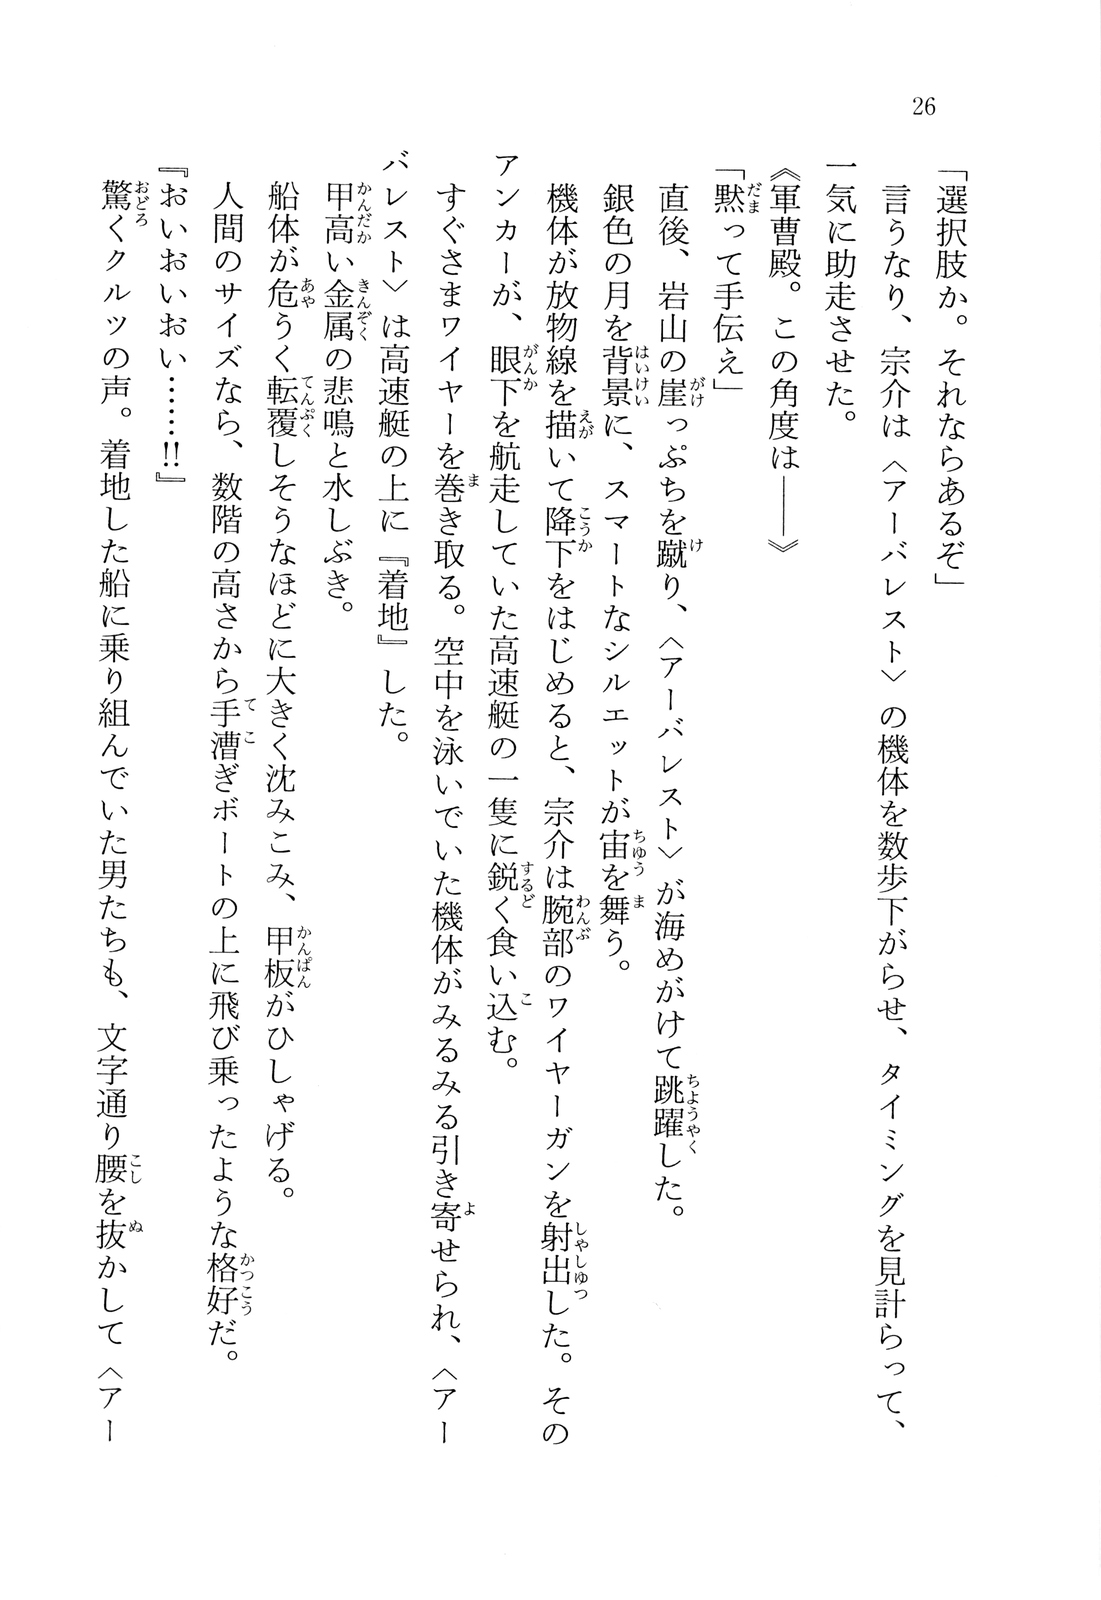 26
「選択肢か。それならあるぞ」
言うなり、宗介は〈アーバレスト〉の機体を数歩下がらせ、タイミングを見計らって、
一気に助走させた。
《軍曹殿。この角度は――》
「黙って手伝え」
直後、岩山の崖っぷちを蹴り、〈アーバレスト〉が海めがけて跳躍した。
銀色の月を背景に、スマートなシルエットが宙を舞う。
機体が放物線を描いて降下をはじめると、宗介は腕部のワイヤーガンを射出した。その
アンカーが、眼下を航走していた高速艇の一隻に鋭く食い込む。
すぐさまワイヤーを巻き取る。空中を泳いでいた機体がみるみる引き寄せられ、〈アー
バレスト〉は高速艇の上に『着地』した。
甲高い金属の悲鳴と水しぶき。
船体が危うく転覆しそうなほどに大きく沈みこみ、甲板がひしゃげる。
人間のサイズなら、数階の高さから手漕ぎボートの上に飛び乗ったような格好だ。
『おいおいおい……!!』
驚くクルツの声。着地した船に乗り組んでいた男たちも、文字通り腰を抜かして〈アー